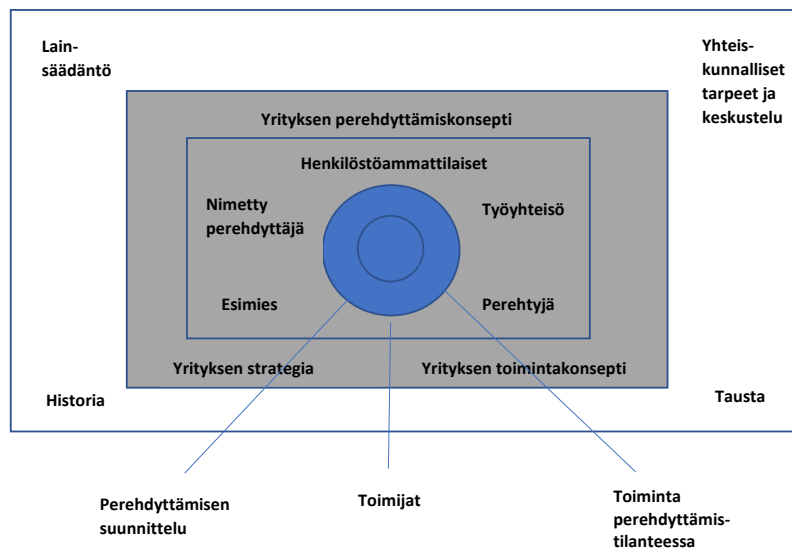 Lain-
säädäntö
Yhteis-
kunnalliset
tarpeet ja
keskustelu
Yrityksen perehdyttämiskonsepti
Henkilöstöammattilaiset
Nimetty
perehdyttäjä
Työyhteisö
Esimies
Perehtyjä
Yrityksen strategia
Yrityksen toimintakonsepti
Historia
Tausta
Perehdyttämisen
suunnittelu
Toimijat
Toiminta
perehdyttämis-
tilanteessa